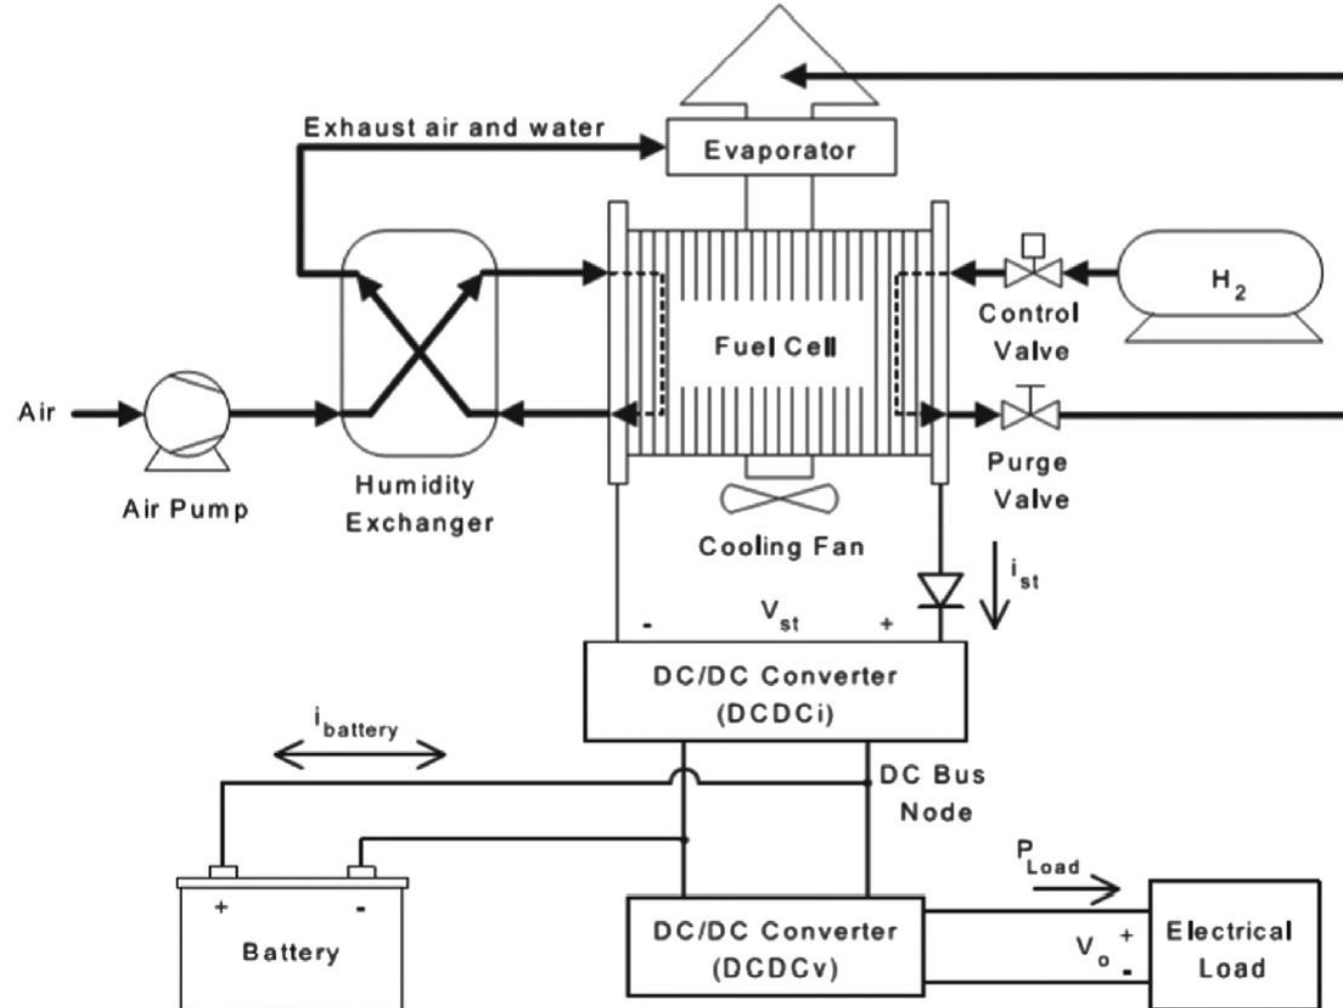 Exhaust air and water
Evaporator
H2
Control
Valve
Fuel Cell
Air
Purge
Valve
Humidity
Exchanger
Air Pump
Cooling Fan
ist
- Vst +
DC/DC Converter
(DCDCi)
ibattery
DC Bus
Node
PLoad
+ -
Battery
DC/DC Converter
(DCDCv)
Vo + -
Electrical
Load